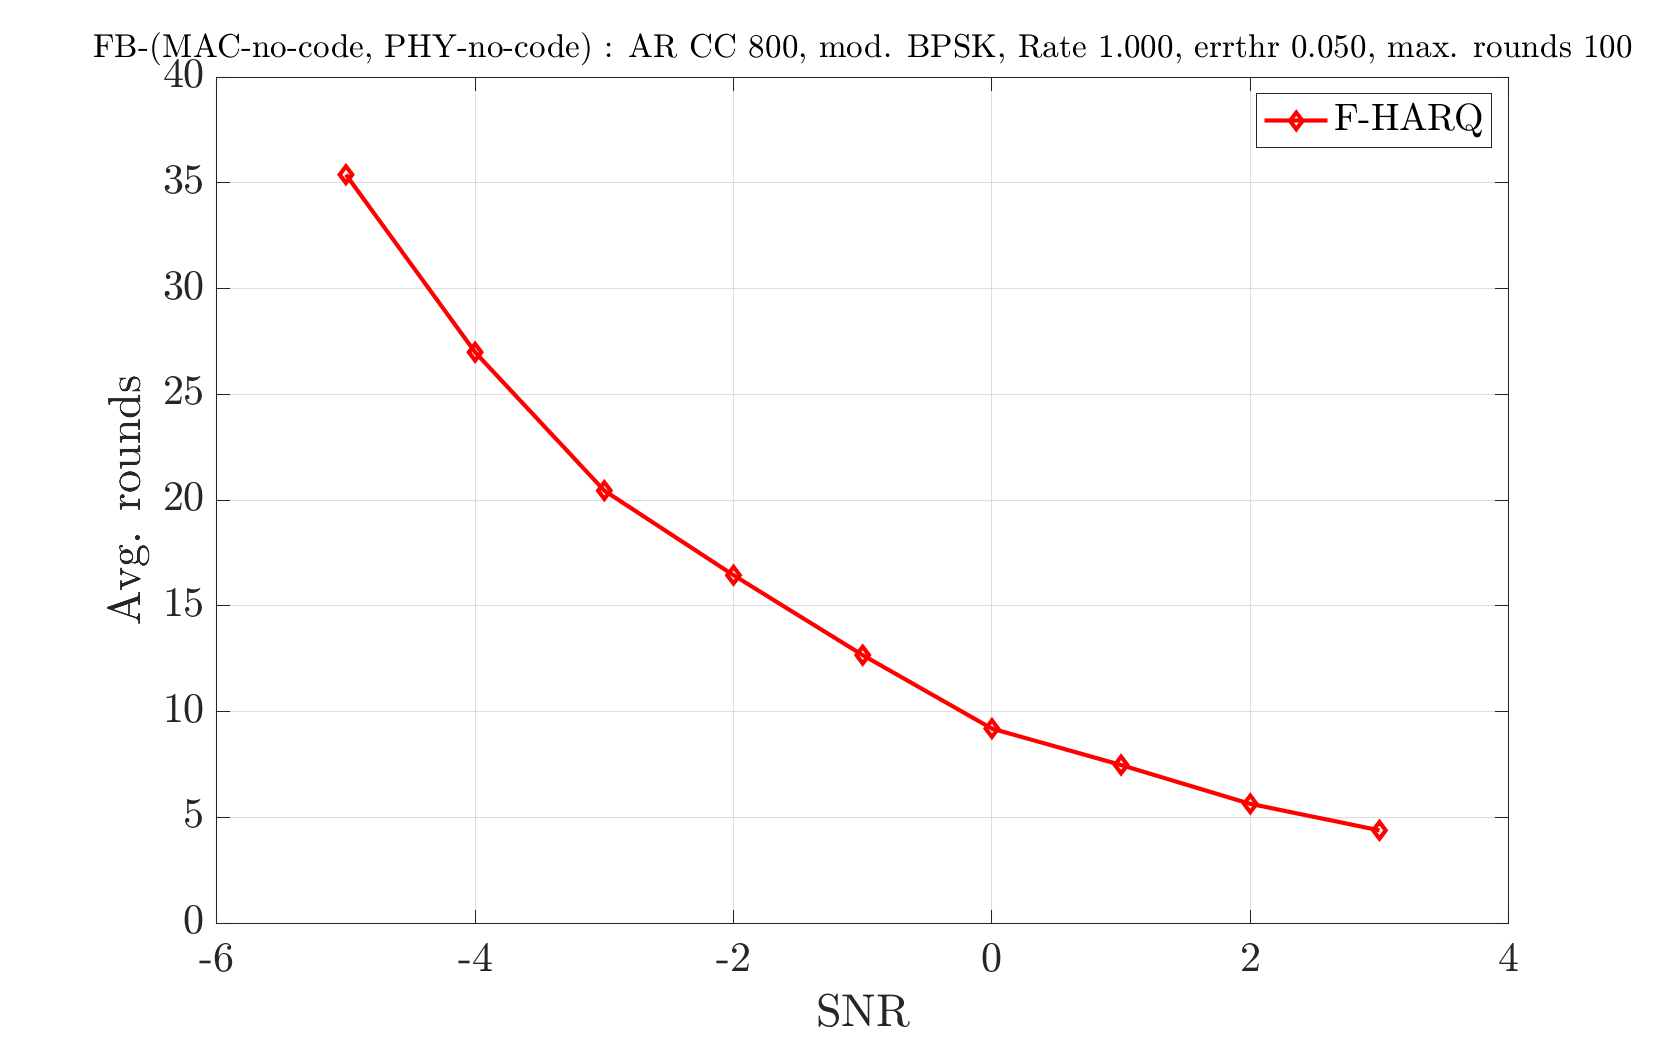 FB-(MAC-no-code, PHY-no-code) : AR CC 800, mod. BPSK, Rate 1.000, errthr 0.050, max. rounds 100
F-HARQ
40
35
30
25
20
15
10
5
0
Avg. rounds
-6 -4 -2 0 2 4
SNR